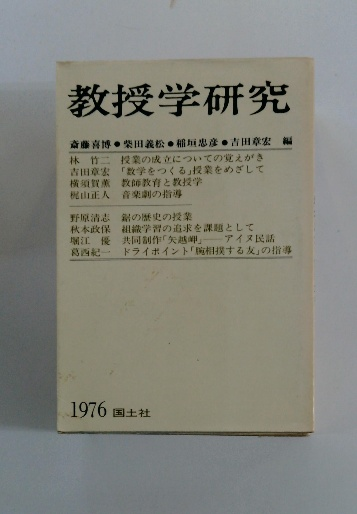 教授学研究
斎藤喜博●柴田義松●稲垣忠彦●吉田章宏 編
林 竹二 授業の成立についての覚えがき
吉田章宏 「数学をつくる」授業をめざして
横須賀薫 教師教育と教授学
梶山正人 音楽劇の指導
野原清志 鋸の歴史の授業
秋本政保 組織学習の追求を課題として
堀江 優 共同制作「矢越岬」——アイヌ民話
葛西紀一 ドライポイント「腕相撲する友」の指導
1976 国土社